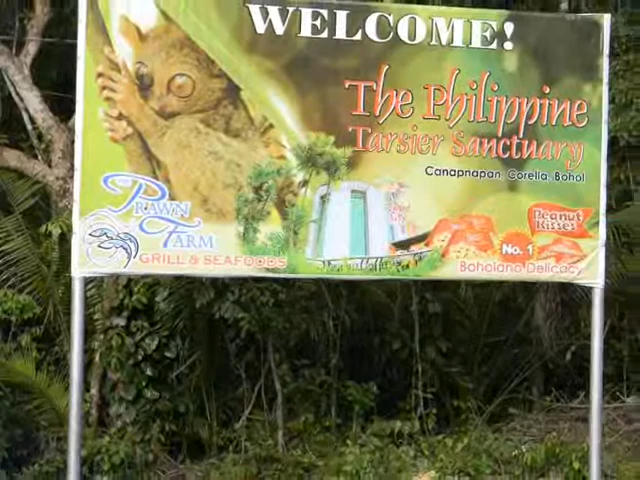 WELCOME!
The Philippine
Tarsier Sanctuary
Canapnapan, Corella, Bohol
PRAWN
FARM
GRILL & SEAFOODS
Peanut
Kisses
No. 1
Boholano Delicacy